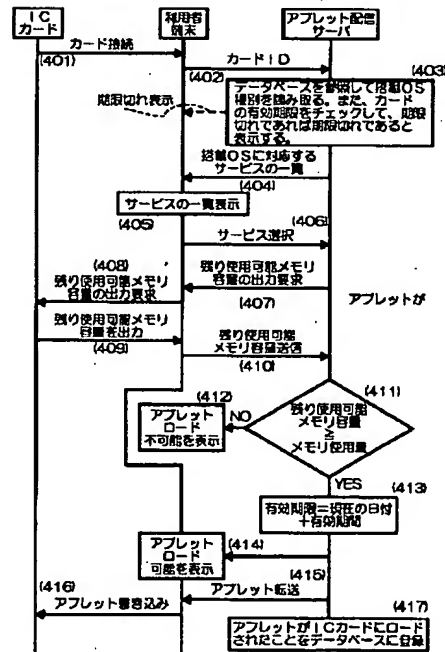 ICカード
利用者端末
アプレット配信サーバ
カード接続
(401)
カードID
(402)
(403)
データベースを参照して搭載OS
種別を読み取る。また、カード
の有効期限をチェックして、期限
切れであれば期限切れであると
表示する。
期限切れ表示
搭載OSに対応する
サービスの一覧
(404)
サービスの一覧表示
(405)
(406)
サービス選択
(408)
残り使用可能メモリ
容量の出力要求
残り使用可能メモリ
容量の出力要求
(407)
アプレットが
残り使用可能メモリ
容量を出力
(409)
残り使用可能
メモリ容量送信
(410)
(411)
残り使用可能
メモリ容量
≧
メモリ使用量
(412)
NO
アプレット
ロード
不可能を表示
YES
(413)
有効期限=現在の日付
+有効期間
アプレット
ロード
可能を表示
(414)
(415)
アプレット転送
(416)
アプレット書き込み
(417)
アプレットがICカードにロード
されたことをデータベースに登録